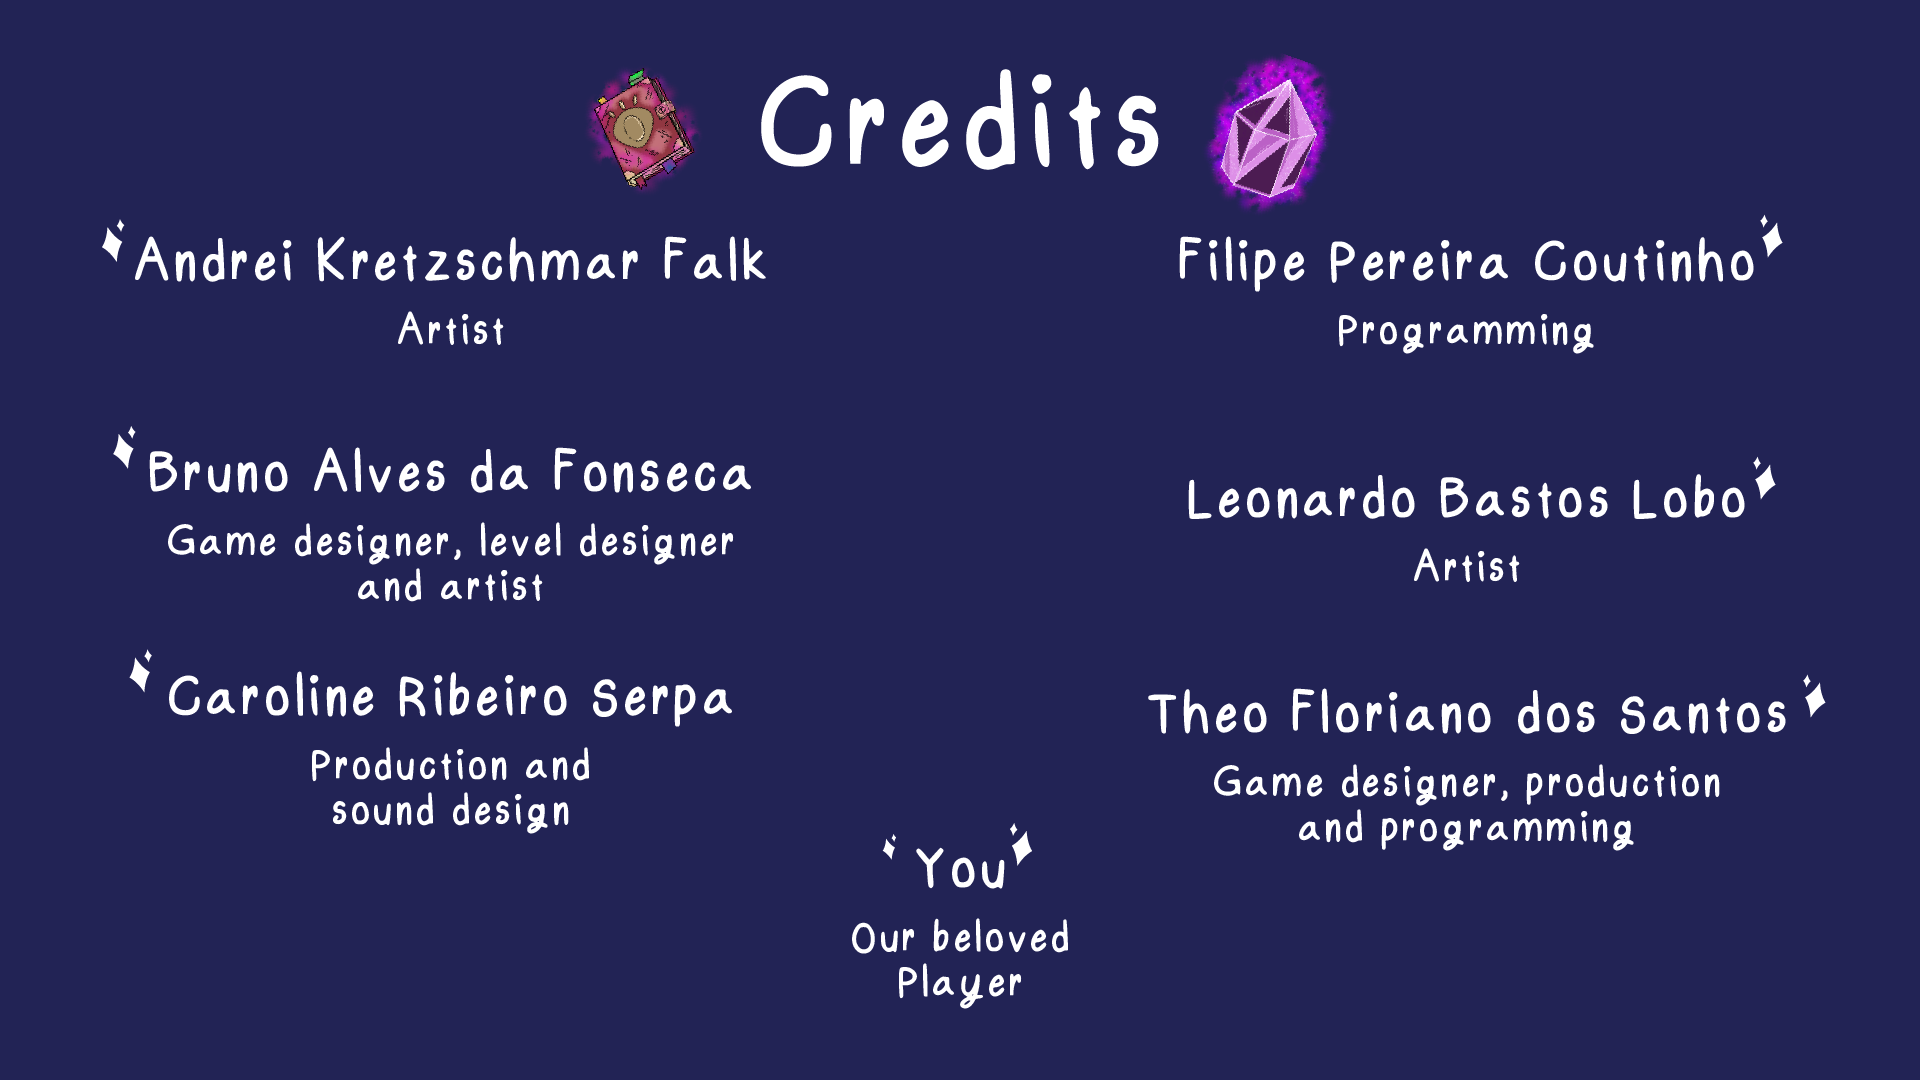 Credits
Andrei Kretzschmar Falk
Artist
Bruno Alves da Fonseca
Game designer, level designer
and artist
Caroline Ribeiro Serpa
Production and
sound design
Filipe Pereira Coutinho
Programming
Leonardo Bastos Lobo
Artist
Theo Floriano dos Santos
Game designer, production
and programming
You
Our beloved
Player